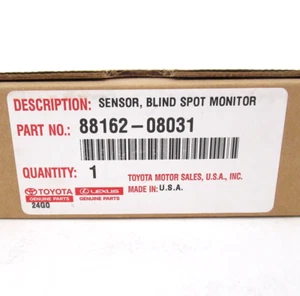 DESCRIPTION: SENSOR, BLIND SPOT MONITOR
PART NO.: 88162-08031
QUANTITY: 1
TOYOTA MOTOR SALES, U.S.A., INC.
TOYOTA LEXUS MADE IN: U.S.A.
GENUINE PARTS GENUINE PARTS
24G0